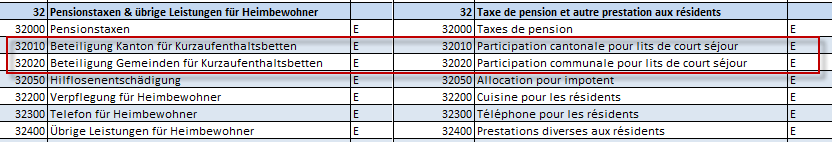 32 Pensionstaxen & übrige Leistungen für Heimbewohner 32 Taxe de pension et autre prestation aux résidents
32000 Pensionstaxen E 32000 Taxes de pension E
32010 Beteiligung Kanton für Kurzaufenthaltsbetten E 32010 Participation cantonale pour lits de court séjour E
32020 Beteiligung Gemeinden für Kurzaufenthaltsbetten E 32020 Participation communale pour lits de court séjour E
32050 Hilflosenentschädigung E 32050 Allocation pour impotent E
32200 Verpflegung für Heimbewohner E 32200 Cuisine pour les résidents E
32300 Telefon für Heimbewohner E 32300 Téléphone pour les résidents E
32400 Übrige Leistungen für Heimbewohner E 32400 Prestations diverses aux résidents E